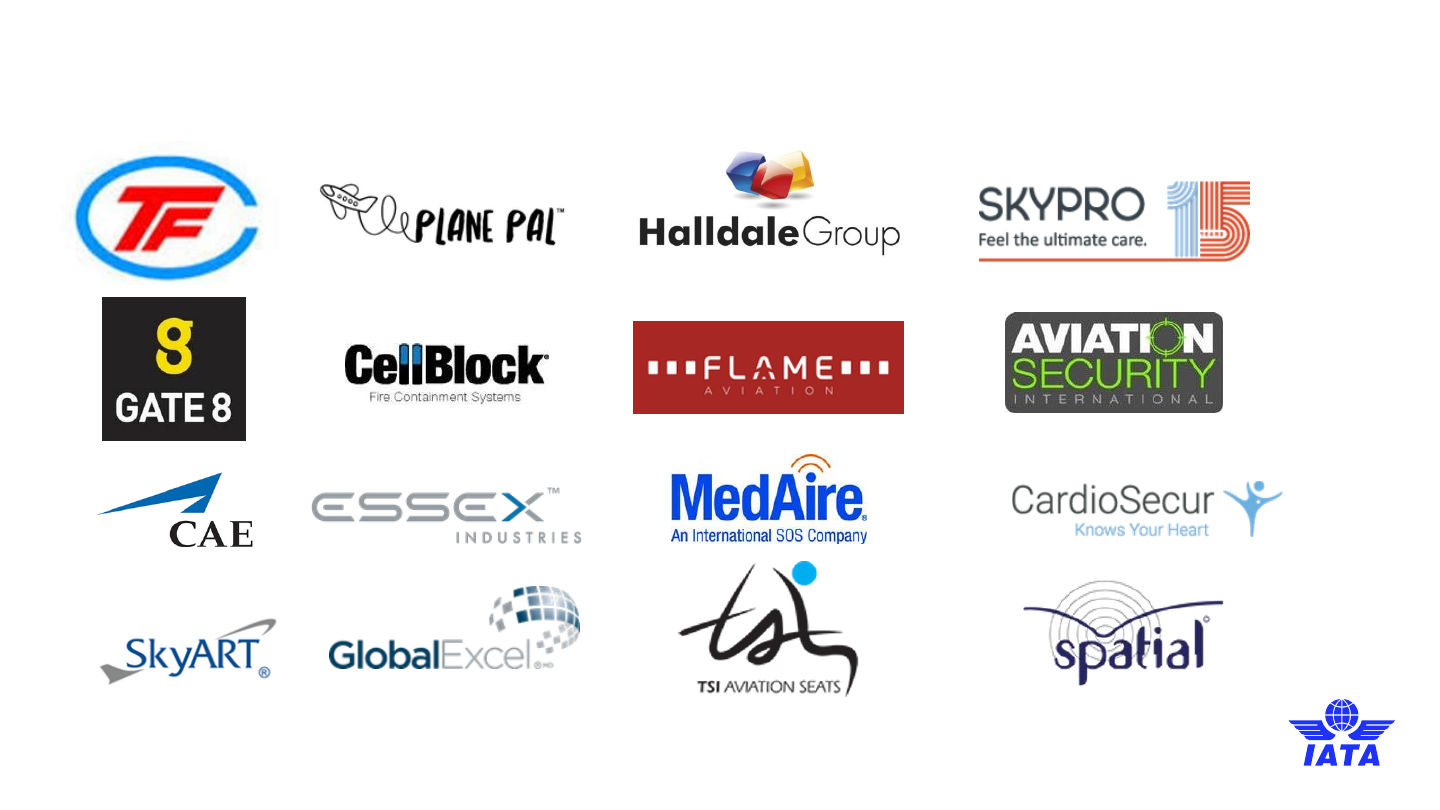 TF
PLANE PAL™
HalldaleGroup
SKYPRO
Feel the ultimate care.
15
YEARS
g
GATE 8
CellBlock®
Fire Containment Systems
FLAME
AVIATION
AVIATION
SECURITY
INTERNATIONAL
CAE
ESSEX™
INDUSTRIES
MedAire®
An International SOS Company
CardioSecur
Knows Your Heart
SkyART®
GlobalExcel®MD
tsi
TSI AVIATION SEATS
spatial®
IATA